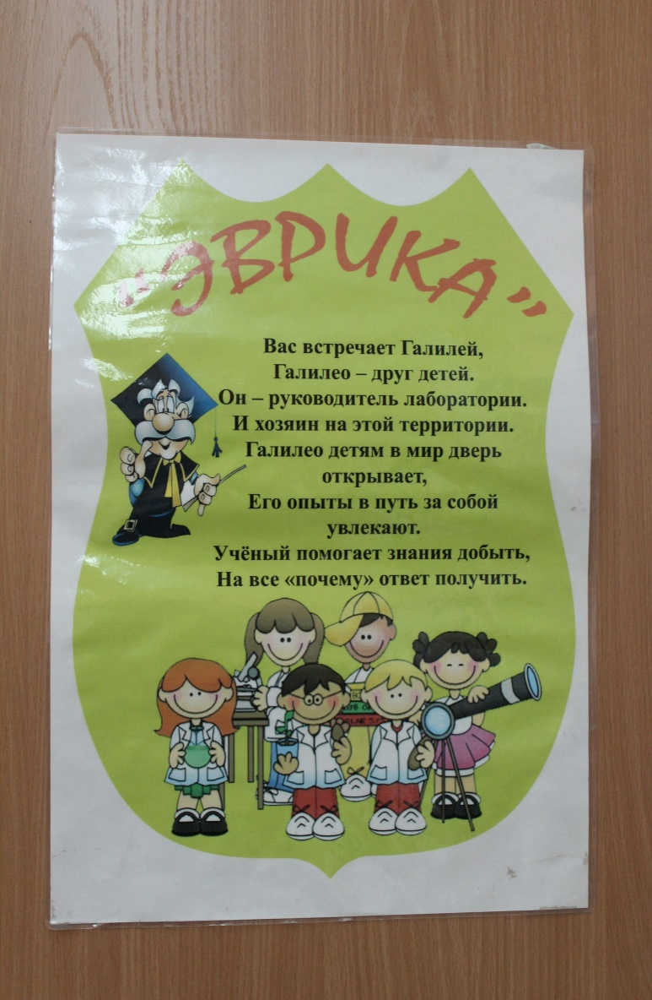 "ЭВРИКА"
Вас встречает Галилей,
Галилео – друг детей.
Он – руководитель лаборатории.
И хозяин на этой территории.
Галилео детям в мир дверь
открывает,
Его опыты в путь за собой
увлекают.
Учёный помогает знания добыть,
На все «почему» ответ получить.